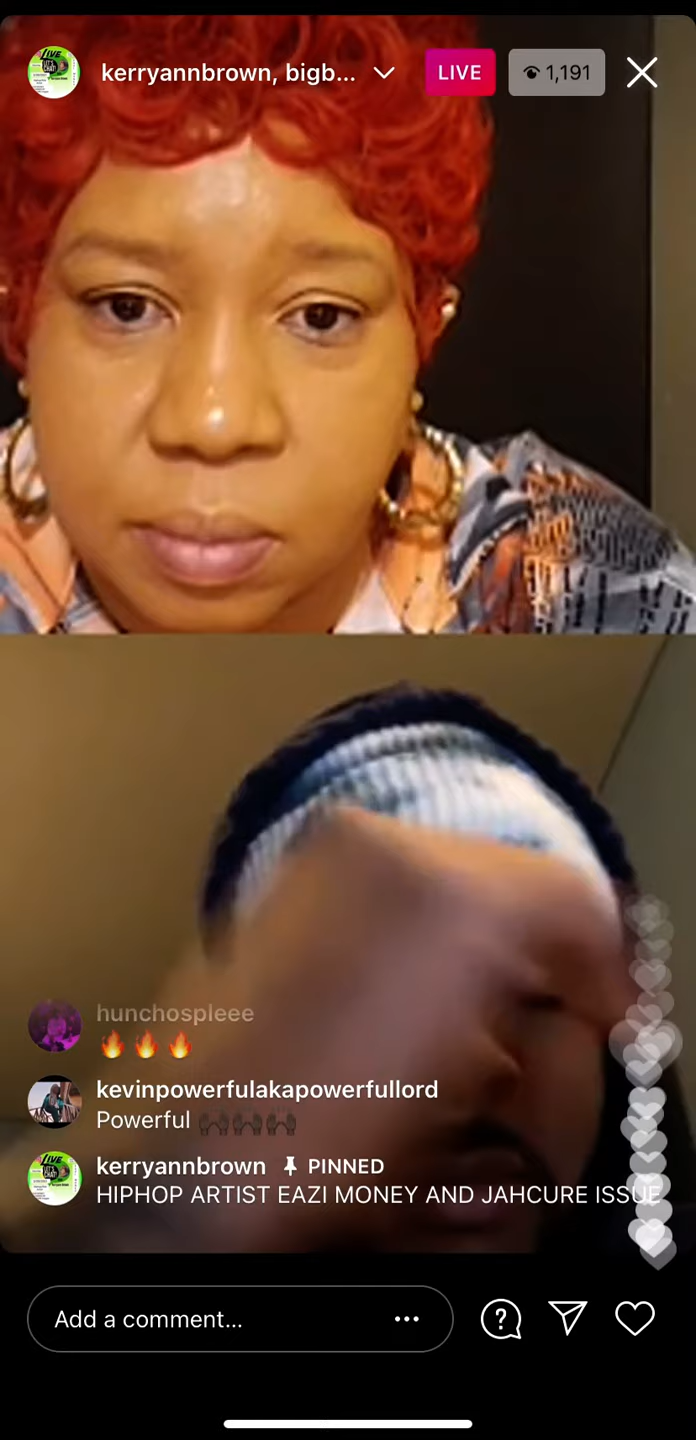 kerryannbrown, bigb...
LIVE
1,191
hunchospleee
🔥 🔥 🔥
kevinpowerfulakapowerfullord
Powerful 🙌🏿🙌🏿🙌🏿
kerryannbrown PINNED
HIPHOP ARTIST EAZI MONEY AND JAHCURE ISSUE
Add a comment...